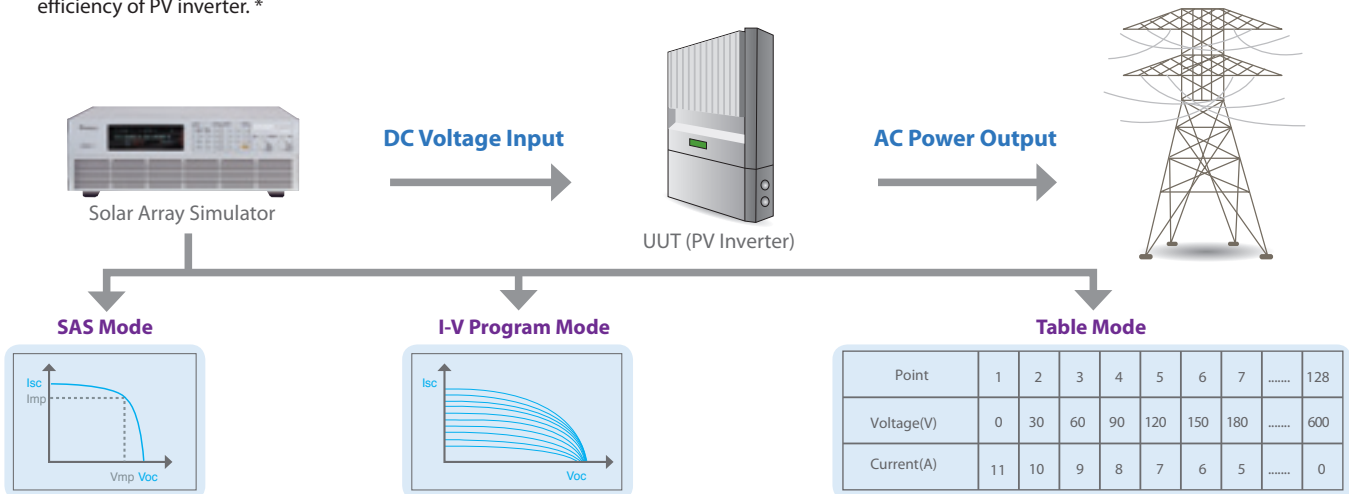 efficiency of PV inverter. *
DC Voltage Input
AC Power Output
Solar Array Simulator
UUT (PV Inverter)
SAS Mode
I-V Program Mode
Table Mode
Isc
Imp
Vmp Voc
Isc
Voc
Point 1 2 3 4 5 6 7 ....... 128
Voltage(V) 0 30 60 90 120 150 180 ....... 600
Current(A) 11 10 9 8 7 6 5 ....... 0